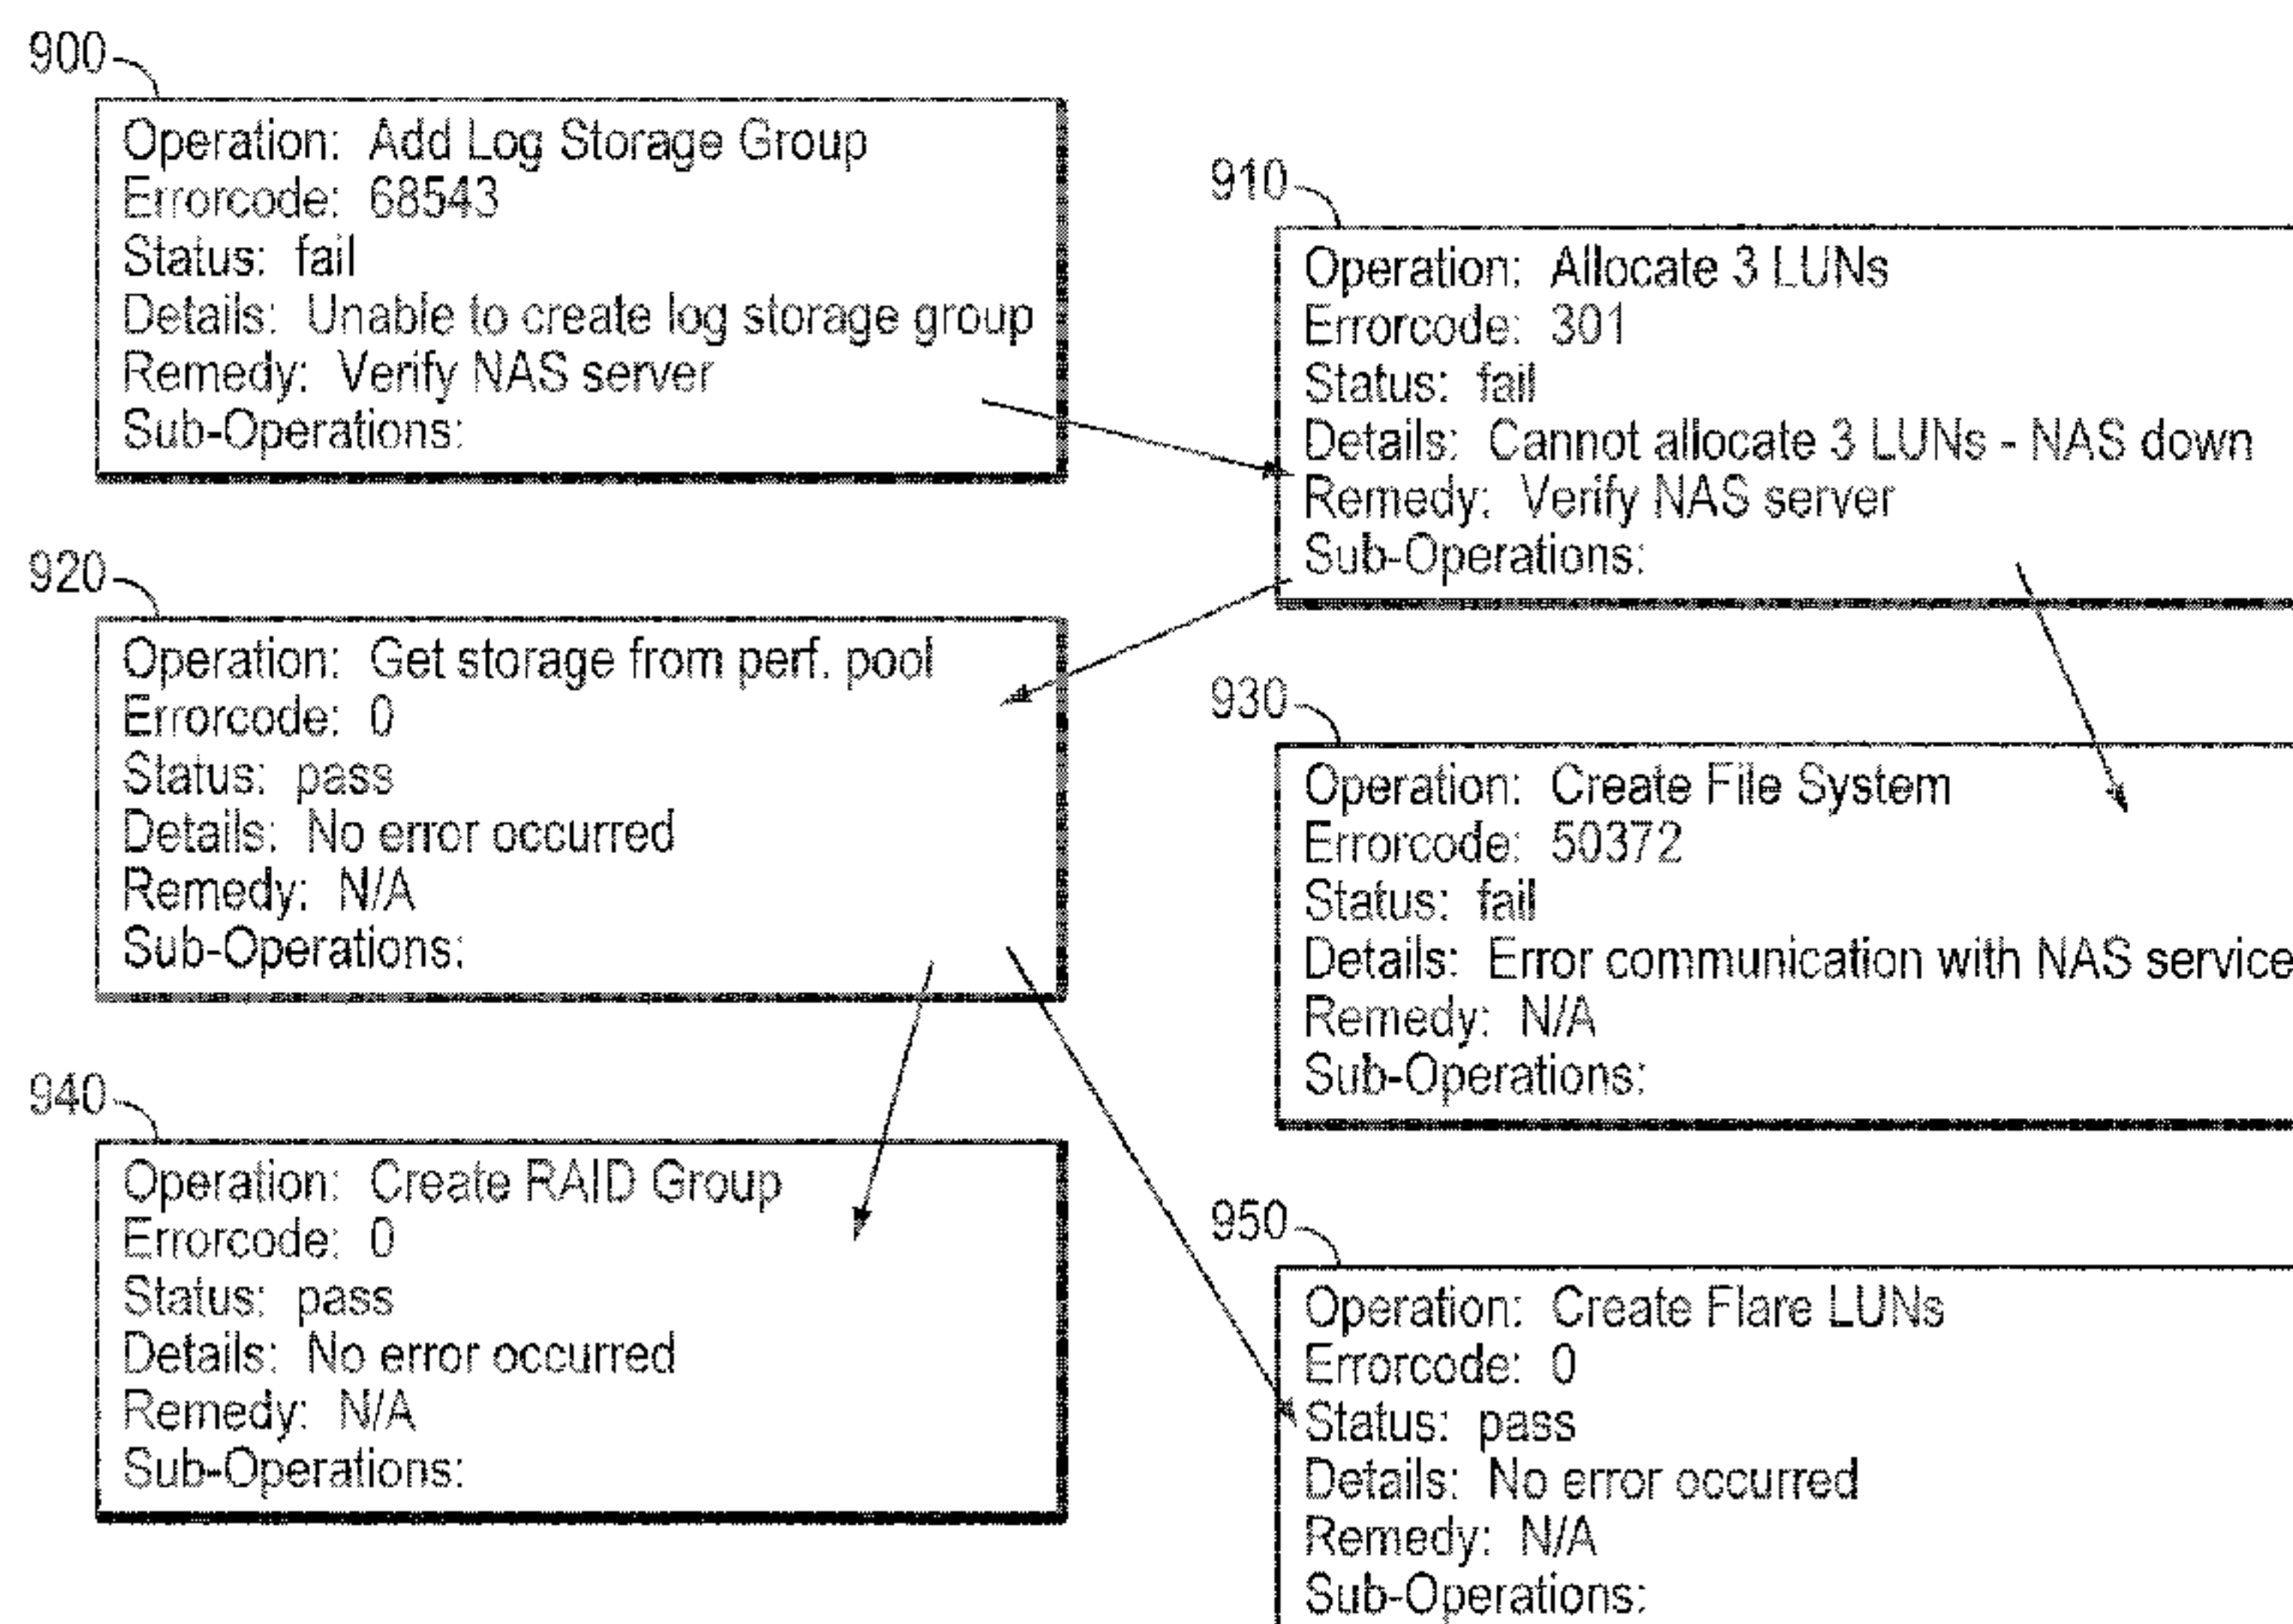 900
Operation: Add Log Storage Group
Errorcode: 68543
Status: fail
Details: Unable to create log storage group
Remedy: Verify NAS server
Sub-Operations:
910
Operation: Allocate 3 LUNs
Errorcode: 301
Status: fail
Details: Cannot allocate 3 LUNs - NAS down
Remedy: Verify NAS server
Sub-Operations:
920
Operation: Get storage from perf. pool
Errorcode: 0
Status: pass
Details: No error occurred
Remedy: N/A
Sub-Operations:
930
Operation: Create File System
Errorcode: 50372
Status: fail
Details: Error communication with NAS service
Remedy: N/A
Sub-Operations:
940
Operation: Create RAID Group
Errorcode: 0
Status: pass
Details: No error occurred
Remedy: N/A
Sub-Operations:
950
Operation: Create Flare LUNs
Errorcode: 0
Status: pass
Details: No error occurred
Remedy: N/A
Sub-Operations: